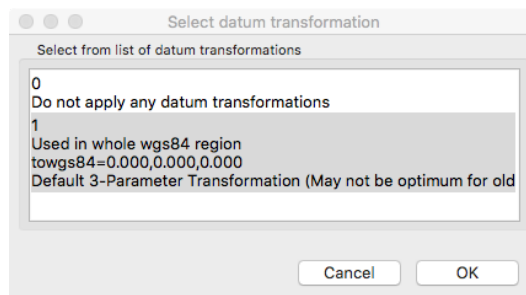 Select datum transformation
Select from list of datum transformations
0
Do not apply any datum transformations
1
Used in whole wgs84 region
towgs84=0.000,0.000,0.000
Default 3-Parameter Transformation (May not be optimum for old
Cancel
OK